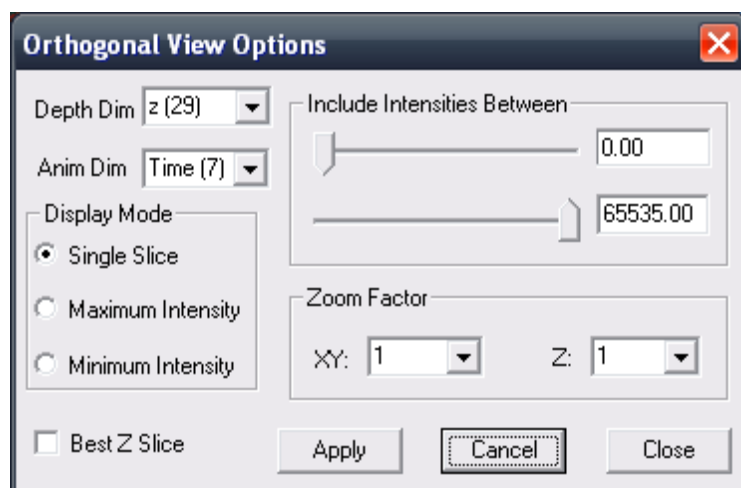 Orthogonal View Options
Depth Dim z (29)
Anim Dim Time (7)
Display Mode
Single Slice
Maximum Intensity
Minimum Intensity
Best Z Slice
Include Intensities Between
0.00
65535.00
Zoom Factor
XY: 1 Z: 1
Apply Cancel Close